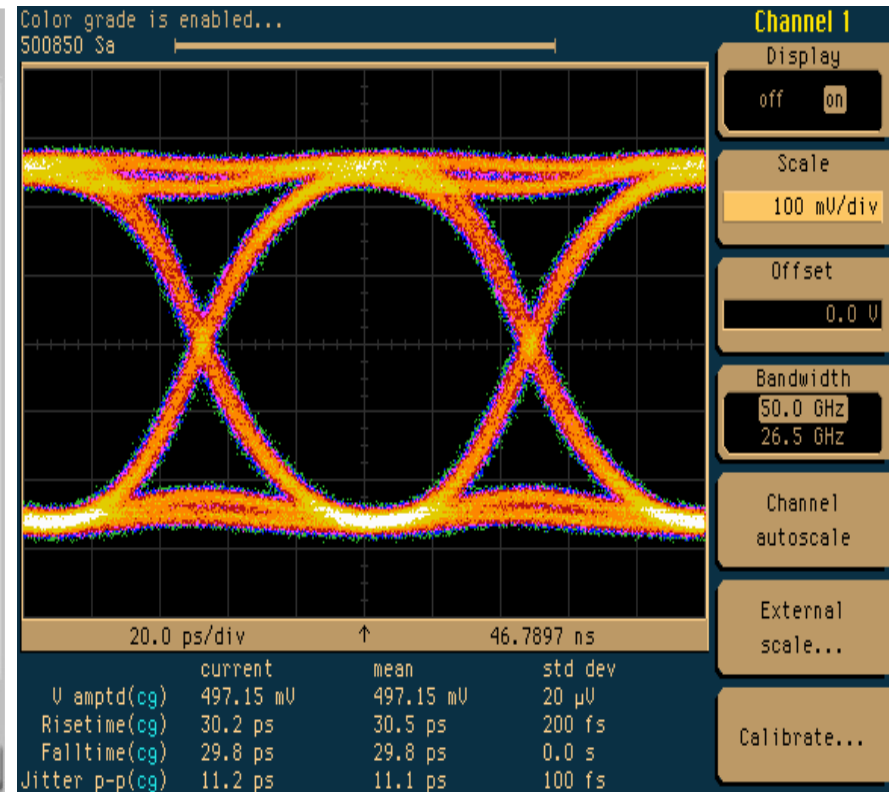 Color grade is enabled...
500850 Sa
Channel 1
Display
off on
Scale
100 mV/div
Offset
0.0 V
Bandwidth
50.0 GHz
26.5 GHz
Channel
autoscale
External
scale...
Calibrate...
20.0 ps/div ↑ 46.7897 ns
current mean std dev
V amptd(cg) 497.15 mV 497.15 mV 20 µV
Risetime(cg) 30.2 ps 30.5 ps 200 fs
Falltime(cg) 29.8 ps 29.8 ps 0.0 s
Jitter p-p(cg) 11.2 ps 11.1 ps 100 fs